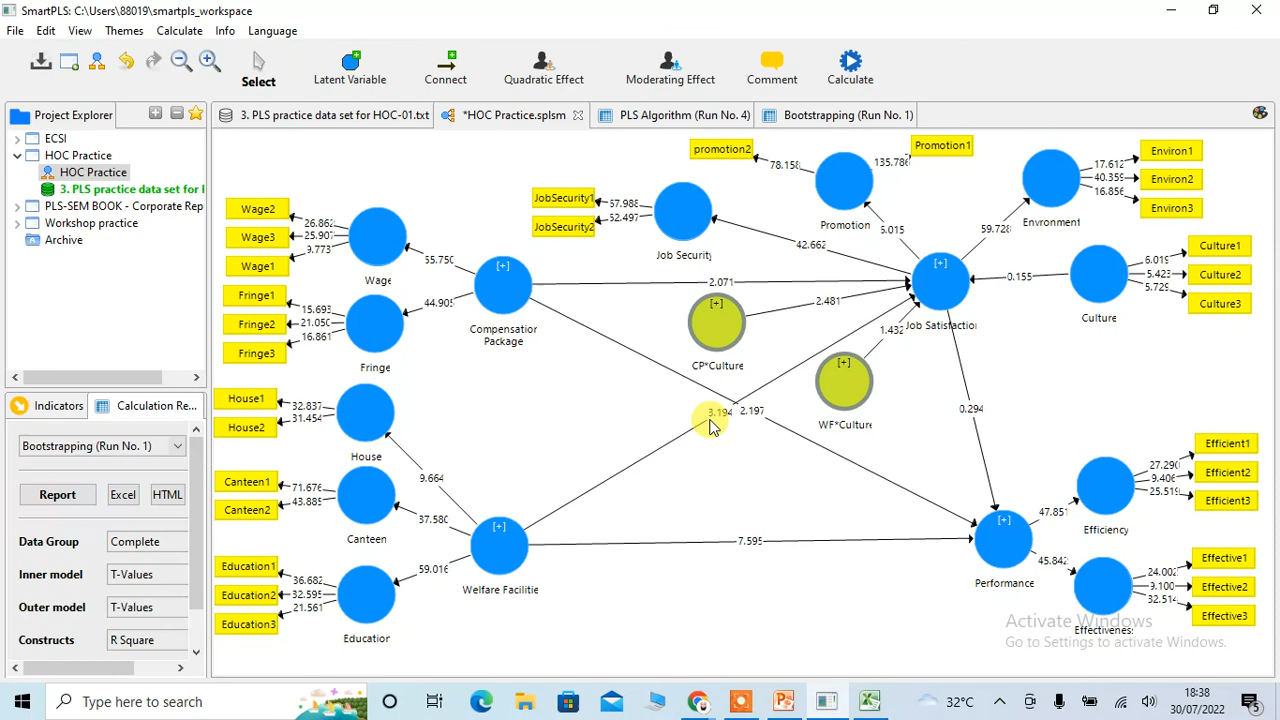 SmartPLS: C:\Users\88019\smartpls_workspace
File Edit View Themes Calculate Info Language
Select
Latent Variable
Connect
Quadratic Effect
Moderating Effect
Comment
Calculate
Project Explorer
3. PLS practice data set for HOC-01.txt
*HOC Practice.splsm
PLS Algorithm (Run No. 4)
Bootstrapping (Run No. 1)
ECSI
HOC Practice
HOC Practice
3. PLS practice data set for I
PLS-SEM BOOK - Corporate Rep
Workshop practice
Archive
Indicators
Calculation Re...
Bootstrapping (Run No. 1)
Report
Excel
HTML
Data Group
Complete
Inner model
T-Values
Outer model
T-Values
Constructs
R Square
Wage2
Wage3
Wage1
26.862
25.907
9.773
Wage
Fringe1
Fringe2
Fringe3
15.693
21.050
16.861
Fringe
55.750
44.905
[+]
Compensation
Package
House1
House2
32.837
31.454
House
Canteen1
Canteen2
71.676
43.885
Canteen
Education1
Education2
Education3
36.682
32.595
21.561
Education
9.664
37.580
59.016
[+]
Welfare Facilitie
JobSecurity1
JobSecurity2
57.988
52.497
Job Security
promotion2
78.158
135.786
Promotion1
Promotion
Environ1
Environ2
Environ3
17.612
40.359
16.856
Environment
42.662
6.015
59.728
[+]
Job Satisfaction
2.071
2.481
1.432
0.155
[+]
CP*Culture
[+]
WF*Culture
Culture1
Culture2
Culture3
6.019
5.423
5.729
Culture
3.194
2.197
0.294
7.595
[+]
Performance
47.851
45.842
Efficient1
Efficient2
Efficient3
27.290
9.406
25.519
Efficiency
Effective1
Effective2
Effective3
24.002
9.100
32.514
Effectivenes:
Activate Windows
Go to Settings to activate Windows.
Type here to search
32°C
18:38
30/07/2022
5